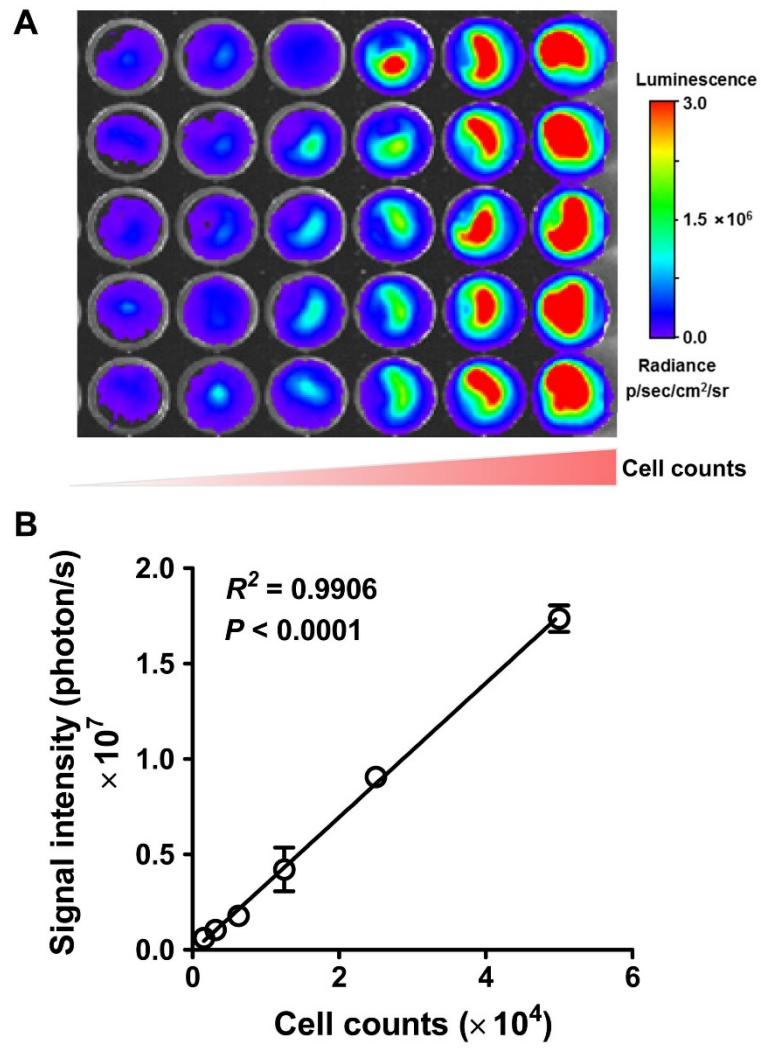 A
Luminescence
3.0
1.5 × 10⁶
0.0
Radiance
p/sec/cm²/sr
Cell counts
B
Signal intensity (photon/s)
× 10⁷
2.0
1.5
1.0
0.5
0.0
R² = 0.9906
P < 0.0001
0 2 4 6
Cell counts (× 10⁴)